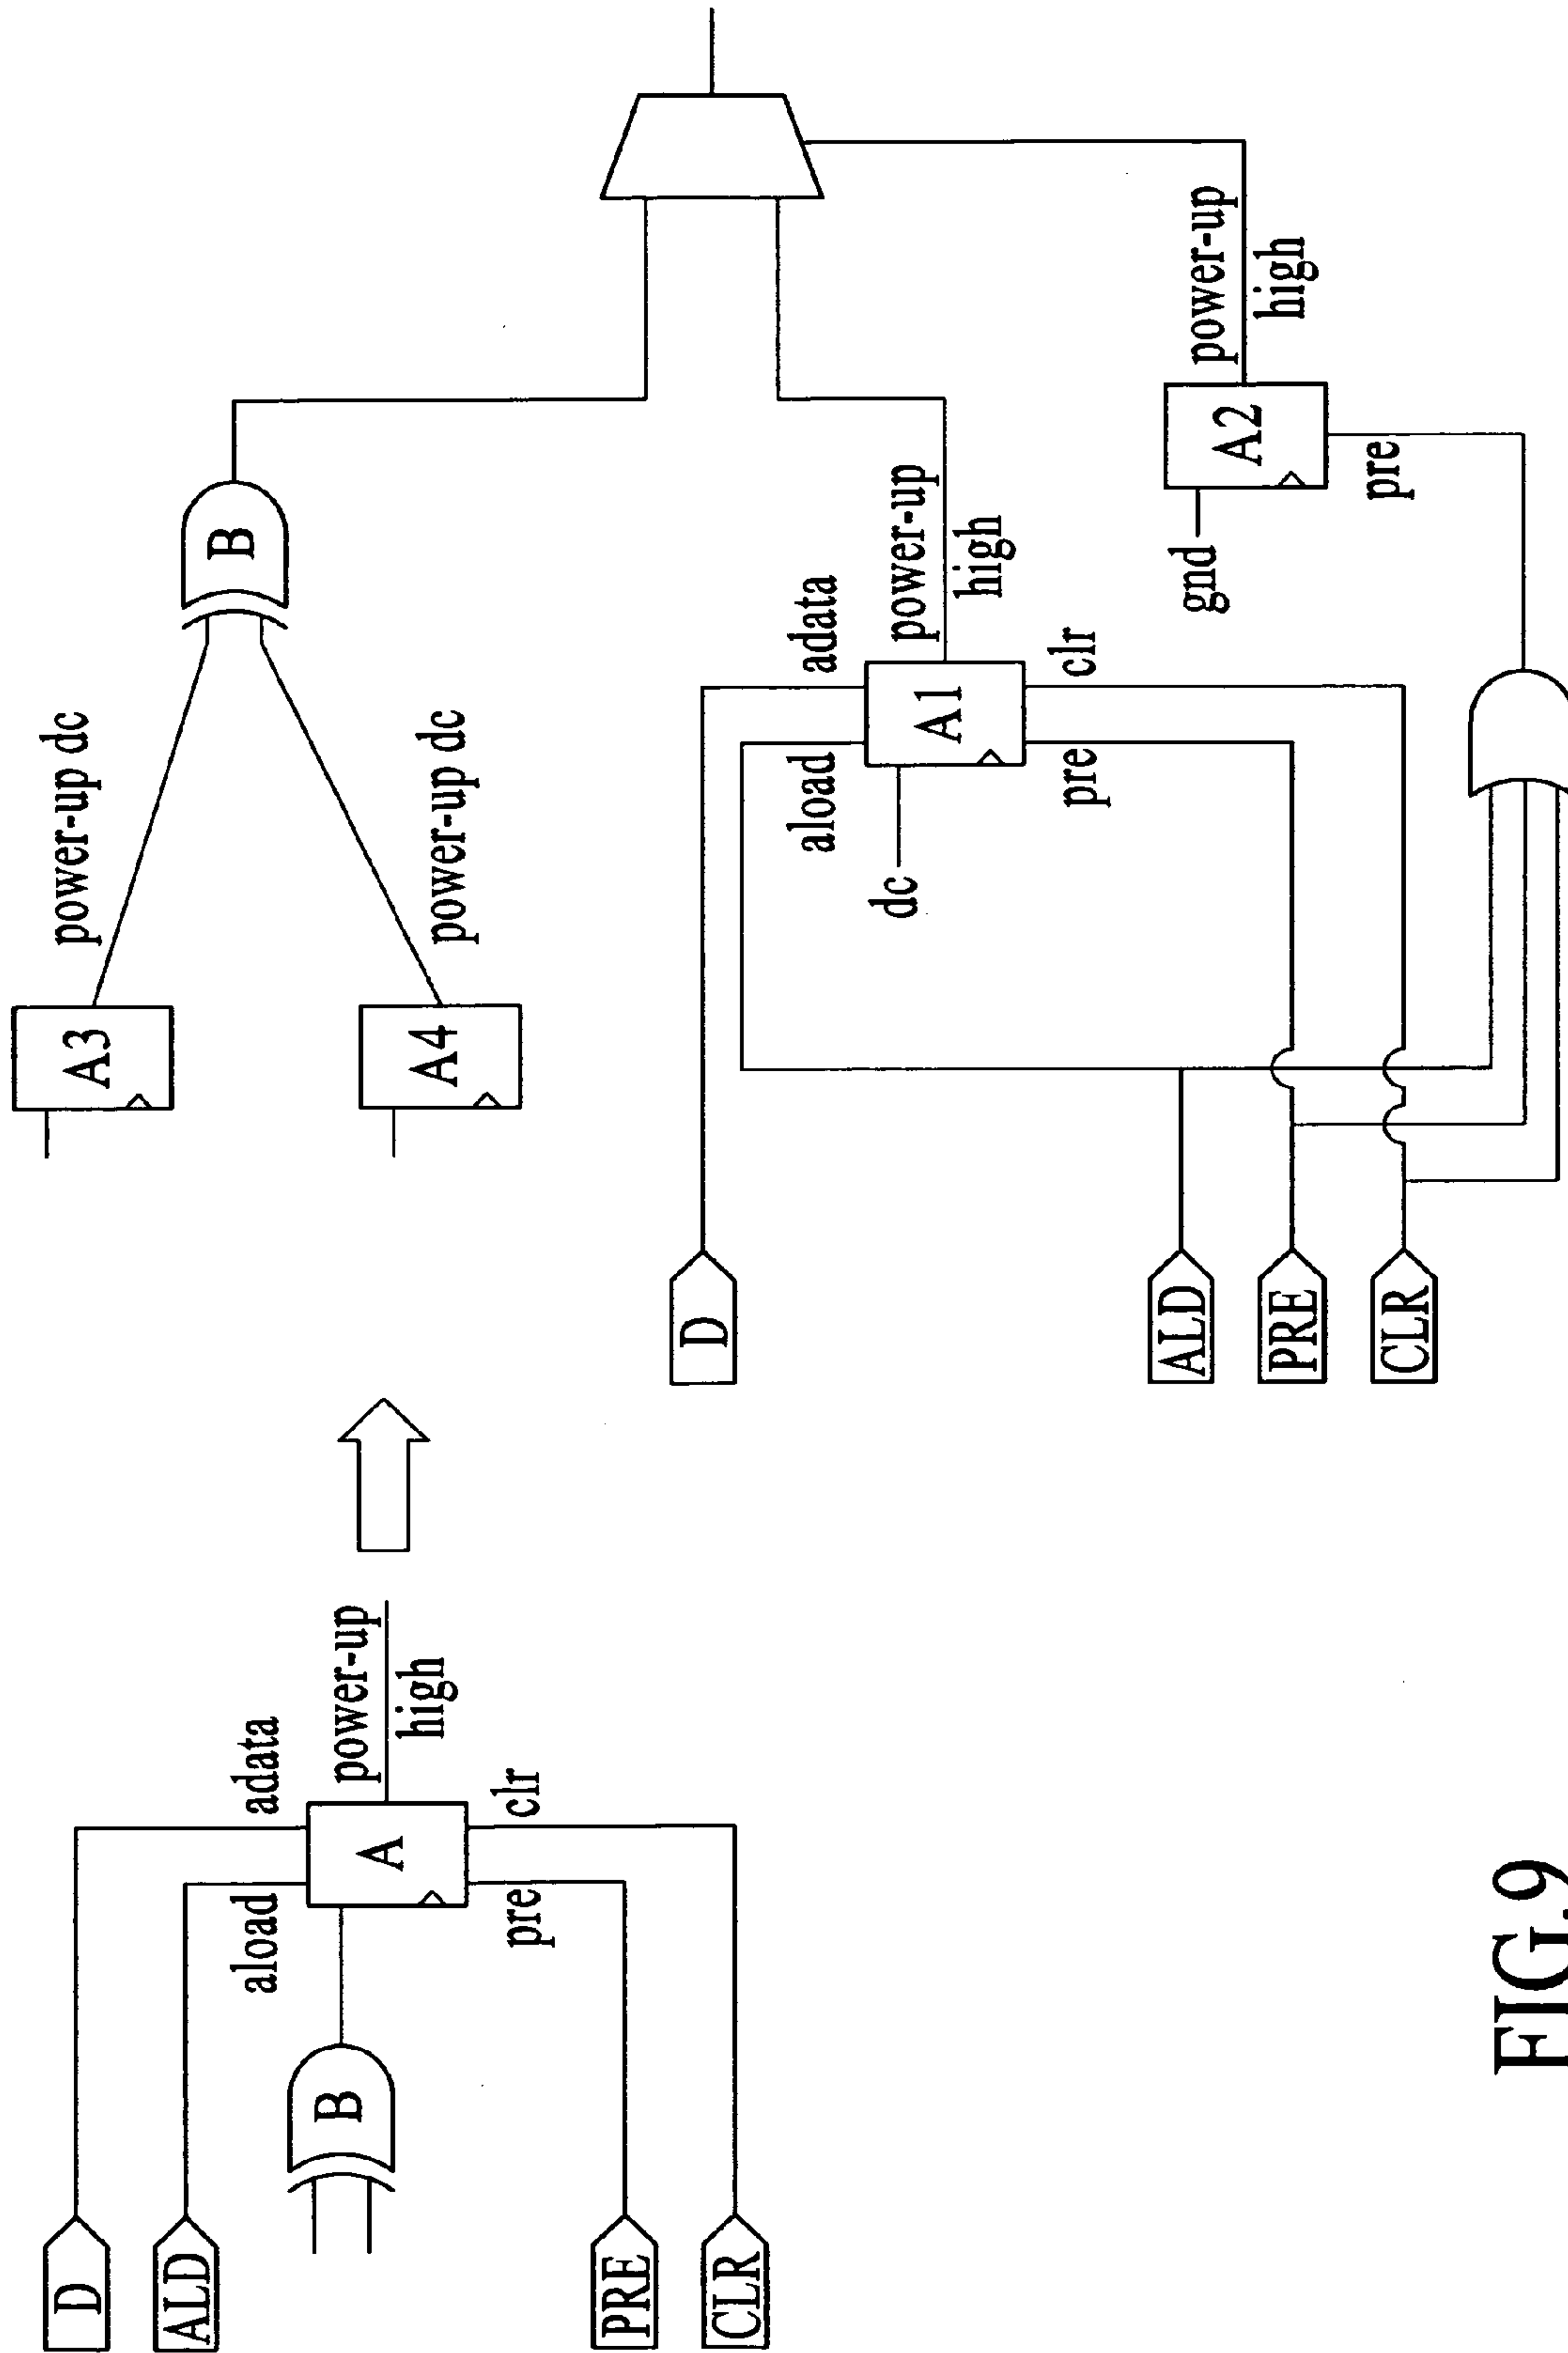 D
ALD
aload
adata
B
A
power-up
high
pre
clr
PRE
CLR
A3
power-up dc
A4
power-up dc
B
D
aload
adata
dc
A1
power-up
high
pre
clr
ALD
PRE
CLR
gnd
A2
power-up
high
pre
FIG.9